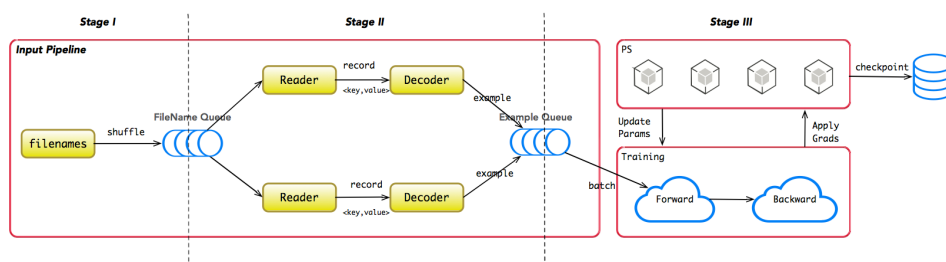 Stage I
Stage II
Stage III
Input Pipeline
PS
record
checkpoint
Reader
Decoder
<key,value>
example
FileName Queue
Example Queue
shuffle
filenames
Update
Params
Apply
Grads
Training
example
record
batch
Reader
Decoder
Forward
Backward
<key,value>